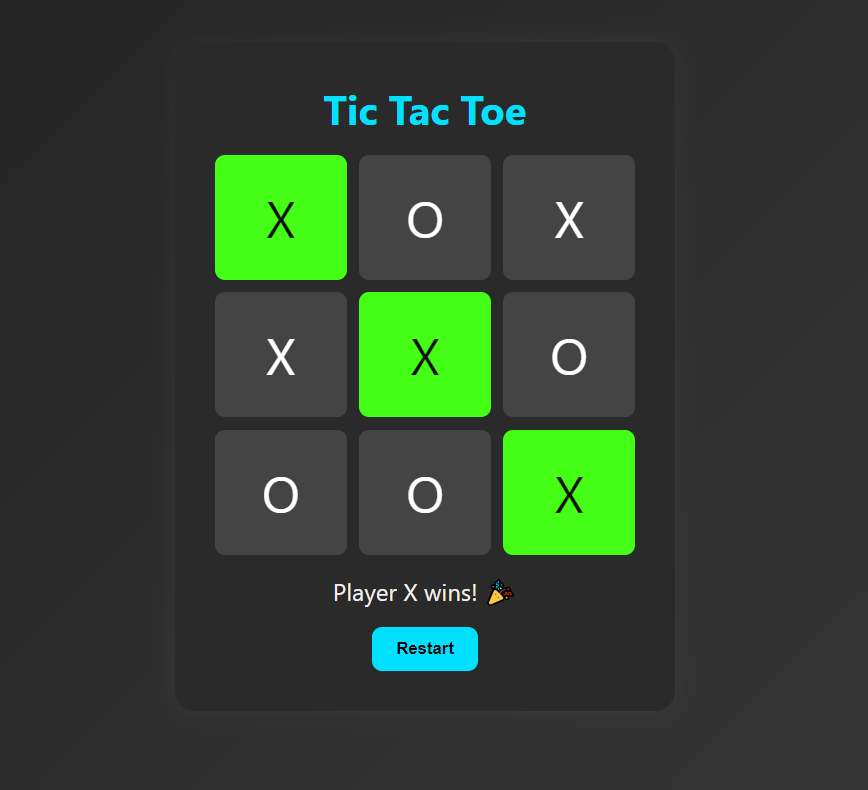 Tic Tac Toe
X O X
X X O
O O X
Player X wins! 🎉
Restart